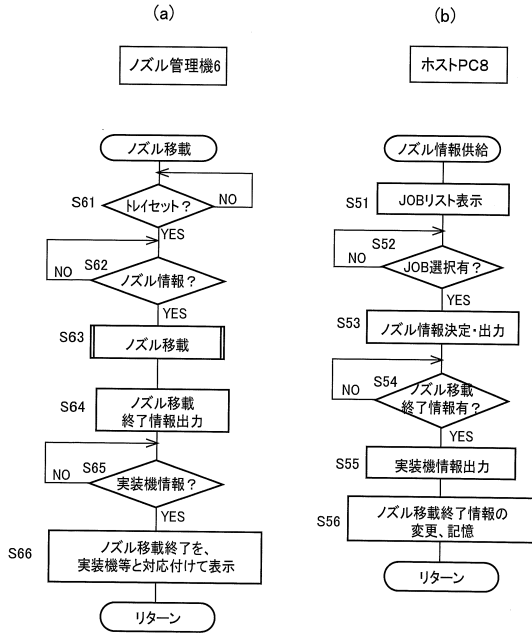 (a)
ノズル管理機6
ノズル移載
S61
トレイセット？
NO
YES
S62
ノズル情報？
NO
YES
S63
ノズル移載
S64
ノズル移載
終了情報出力
S65
実装機情報？
NO
YES
S66
ノズル移載終了を、
実装機等と対応付けて表示
リターン
(b)
ホストPC8
ノズル情報供給
S51
JOBリスト表示
S52
JOB選択有？
NO
YES
S53
ノズル情報決定・出力
S54
ノズル移載
終了情報有？
NO
YES
S55
実装機情報出力
S56
ノズル移載終了情報の
変更、記憶
リターン